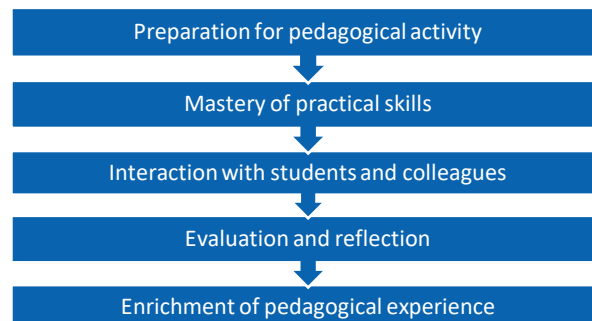 Preparation for pedagogical activity
Mastery of practical skills
Interaction with students and colleagues
Evaluation and reflection
Enrichment of pedagogical experience